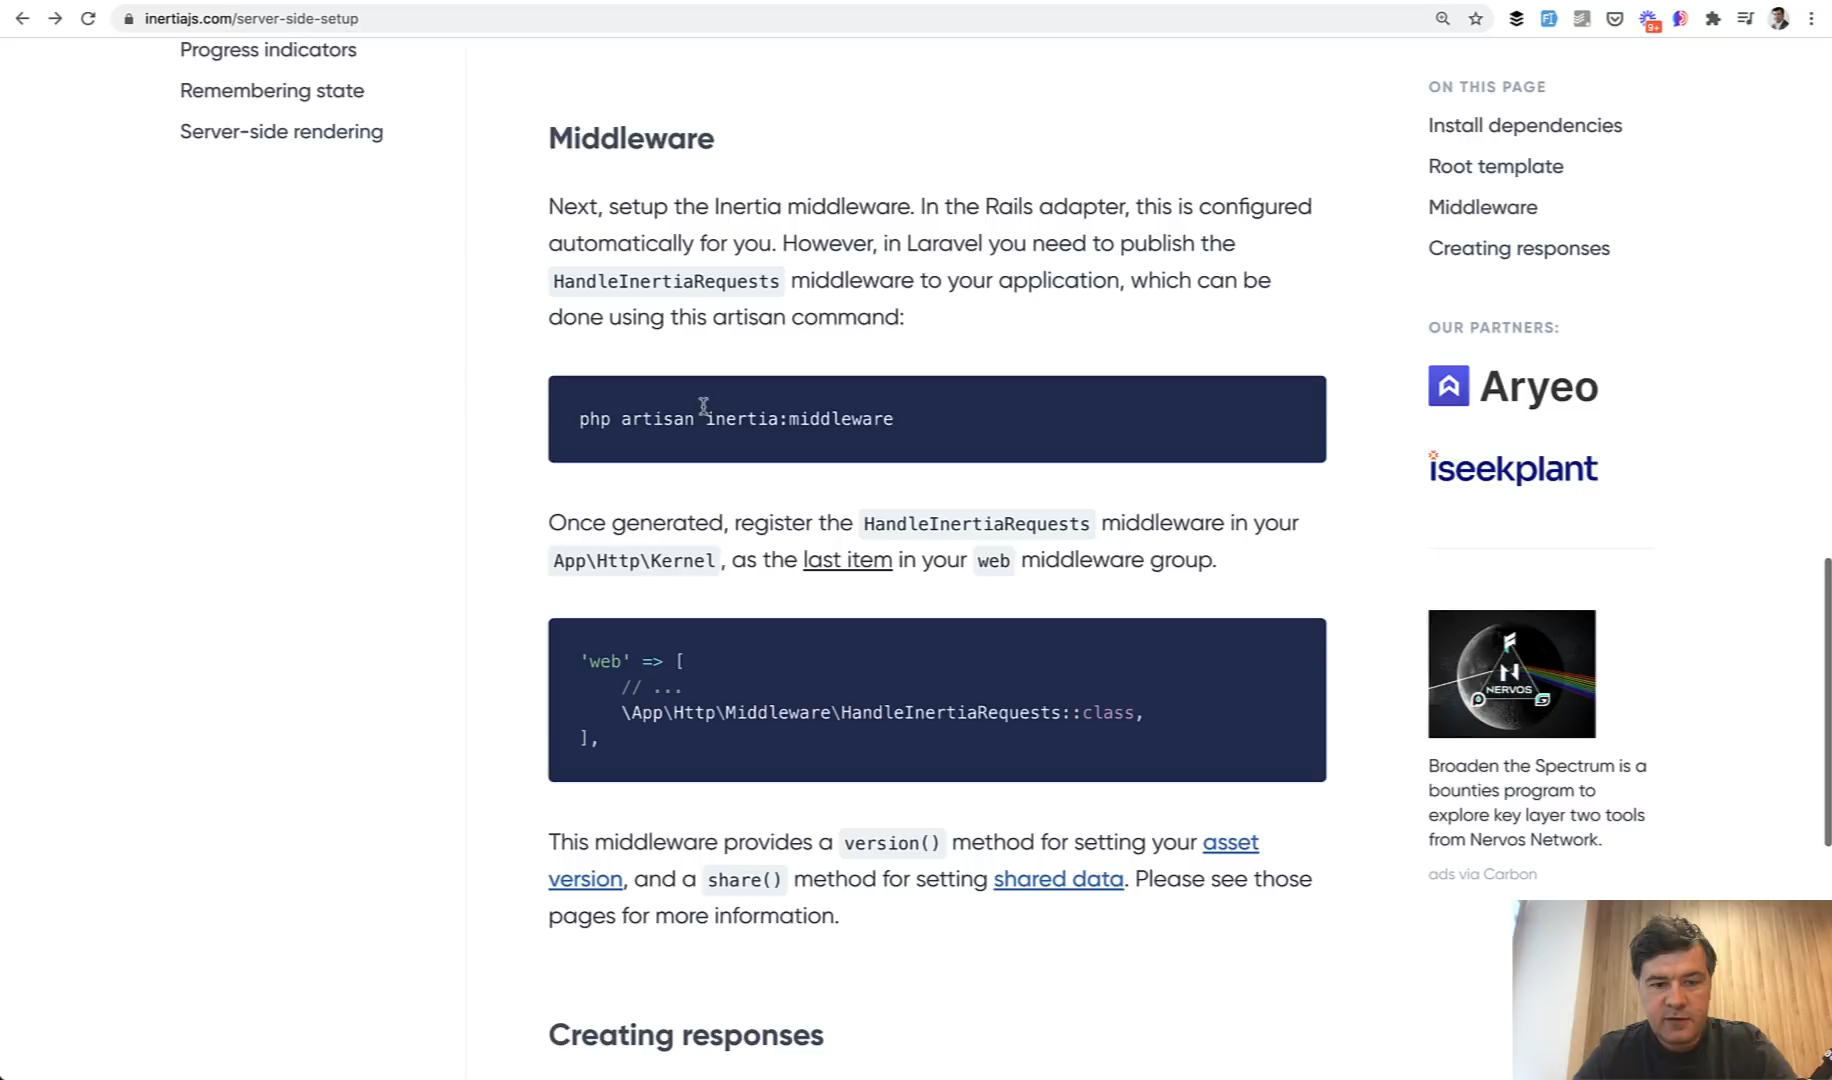 inertiajs.com/server-side-setup
9+
Progress indicators
Remembering state
Server-side rendering
Middleware
Next, setup the Inertia middleware. In the Rails adapter, this is configured
automatically for you. However, in Laravel you need to publish the
HandleInertiaRequests middleware to your application, which can be
done using this artisan command:
php artisan inertia:middleware
Once generated, register the HandleInertiaRequests middleware in your
App\Http\Kernel, as the last item in your web middleware group.
'web' => [
    // ...
    \App\Http\Middleware\HandleInertiaRequests::class,
],
This middleware provides a version() method for setting your asset
version, and a share() method for setting shared data. Please see those
pages for more information.
Creating responses
ON THIS PAGE
Install dependencies
Root template
Middleware
Creating responses
OUR PARTNERS:
Aryeo
iseekplant
NERVOS
Broaden the Spectrum is a
bounties program to
explore key layer two tools
from Nervos Network.
ads via Carbon